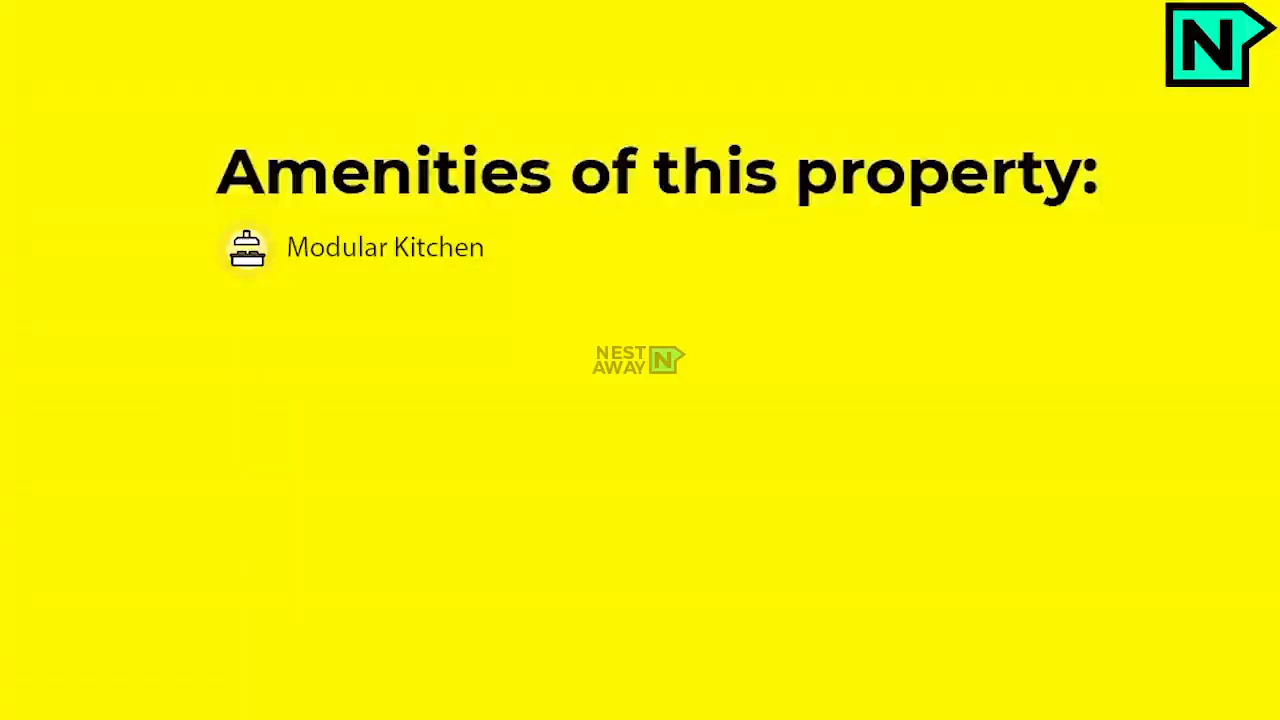 N
Amenities of this property:
Modular Kitchen
NEST
AWAY N